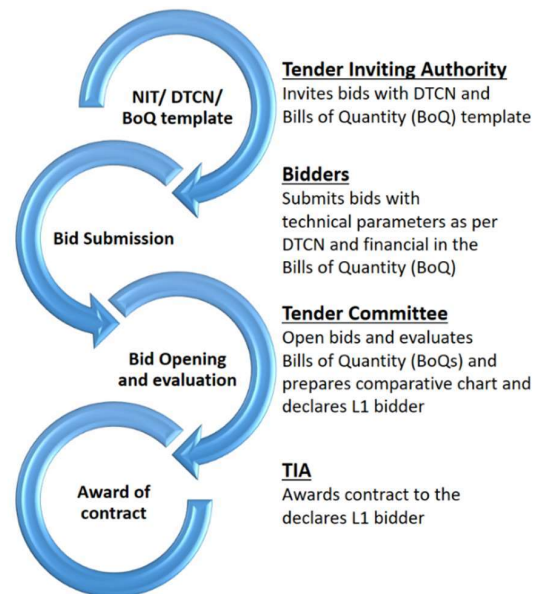 NIT/ DTCN/
BoQ template
Tender Inviting Authority
Invites bids with DTCN and
Bills of Quantity (BoQ) template
Bid Submission
Bidders
Submits bids with
technical parameters as per
DTCN and financial in the
Bills of Quantity (BoQ)
Bid Opening
and evaluation
Tender Committee
Open bids and evaluates
Bills of Quantity (BoQs) and
prepares comparative chart and
declares L1 bidder
Award of
contract
TIA
Awards contract to the
declares L1 bidder